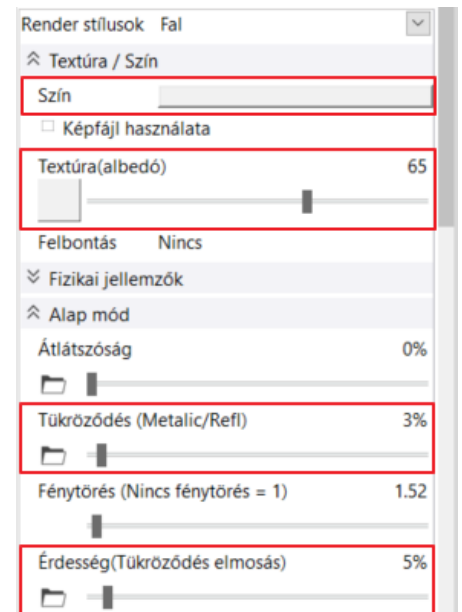 Render stílusok Fal
Textúra / Szín
Szín
Képfájl használata
Textúra(albedó) 65
Felbontás Nincs
Fizikai jellemzők
Alap mód
Átlátszóság 0%
Tükröződés (Metalic/Refl) 3%
Fénytörés (Nincs fénytörés = 1) 1.52
Érdesség(Tükröződés elmosás) 5%